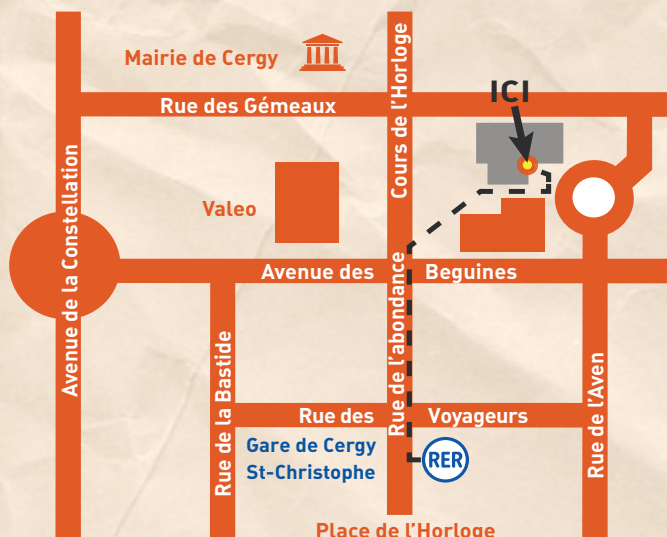 Mairie de Cergy
Rue des Gémeaux
Cours de l'Horloge
ICI
Avenue de la Constellation
Valeo
Avenue des Beguines
Rue de l'abondance
Rue de la Bastide
Rue des Voyageurs
Rue de l'Aven
Gare de Cergy
St-Christophe
RER
Place de l'Horloge